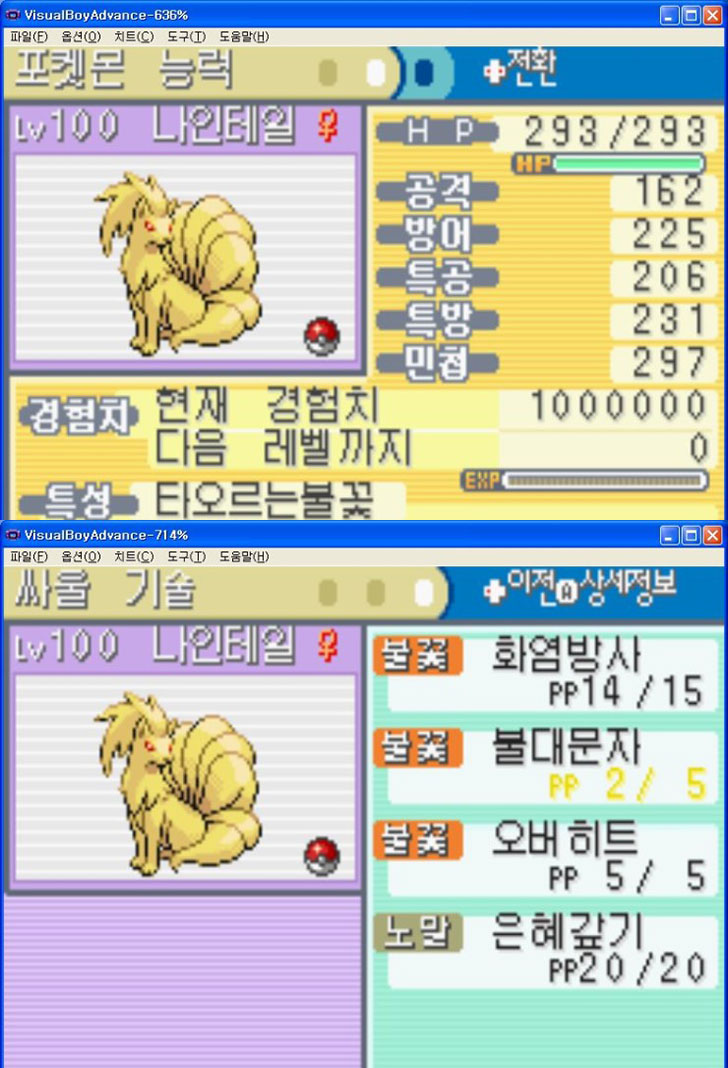 VisualBoyAdvance-636%
파일(F) 옵션(O) 치트(C) 도구(T) 도움말(H)
포켓몬 능력 전환
Lv100 나인테일 ♀
HP 293/293
HP
공격 162
방어 225
특공 206
특방 231
민첩 297
경험치 현재 경험치 1000000
다음 레벨까지 0
EXP
특성 타오르는불꽃
VisualBoyAdvance-714%
파일(F) 옵션(O) 치트(C) 도구(T) 도움말(H)
싸울 기술 이전 A 상세정보
Lv100 나인테일 ♀
불꽃 화염방사
PP14/15
불꽃 불대문자
PP 2/ 5
불꽃 오버히트
PP 5/ 5
노말 은혜갚기
PP20/20